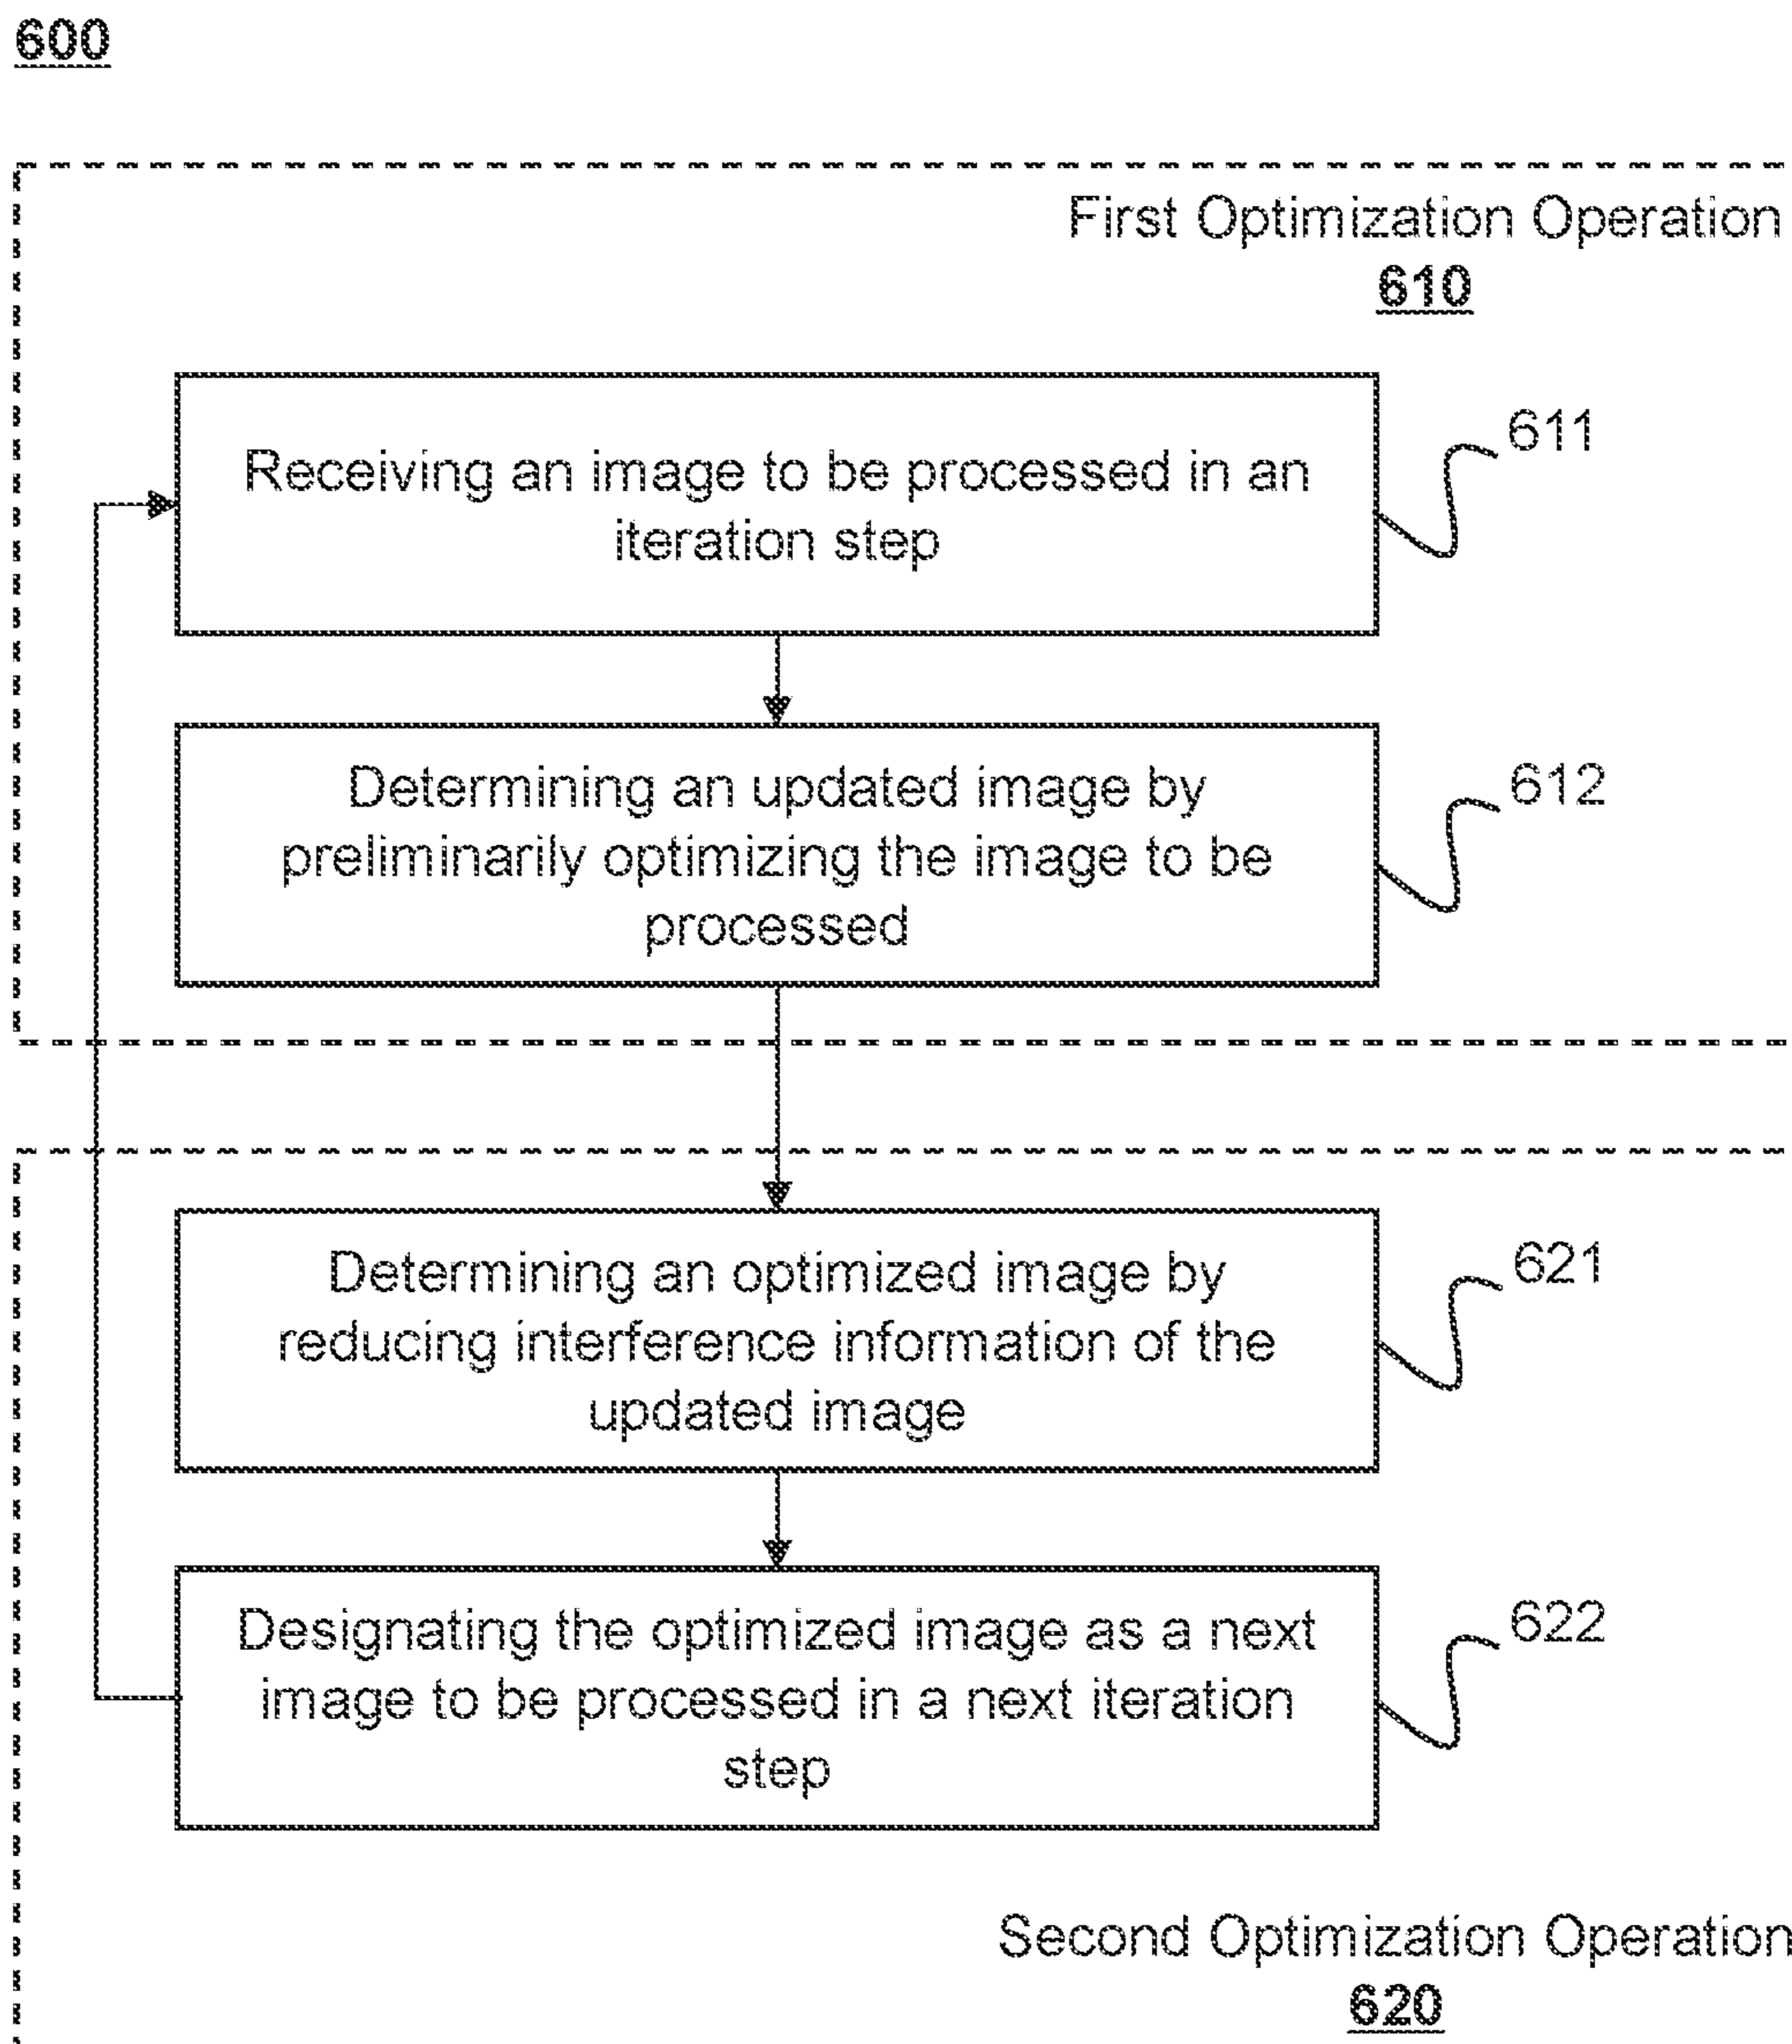 600
First Optimization Operation
610
Receiving an image to be processed in an
iteration step
611
Determining an updated image by
preliminarily optimizing the image to be
processed
612
Determining an optimized image by
reducing interference information of the
updated image
621
Designating the optimized image as a next
image to be processed in a next iteration
step
622
Second Optimization Operation
620